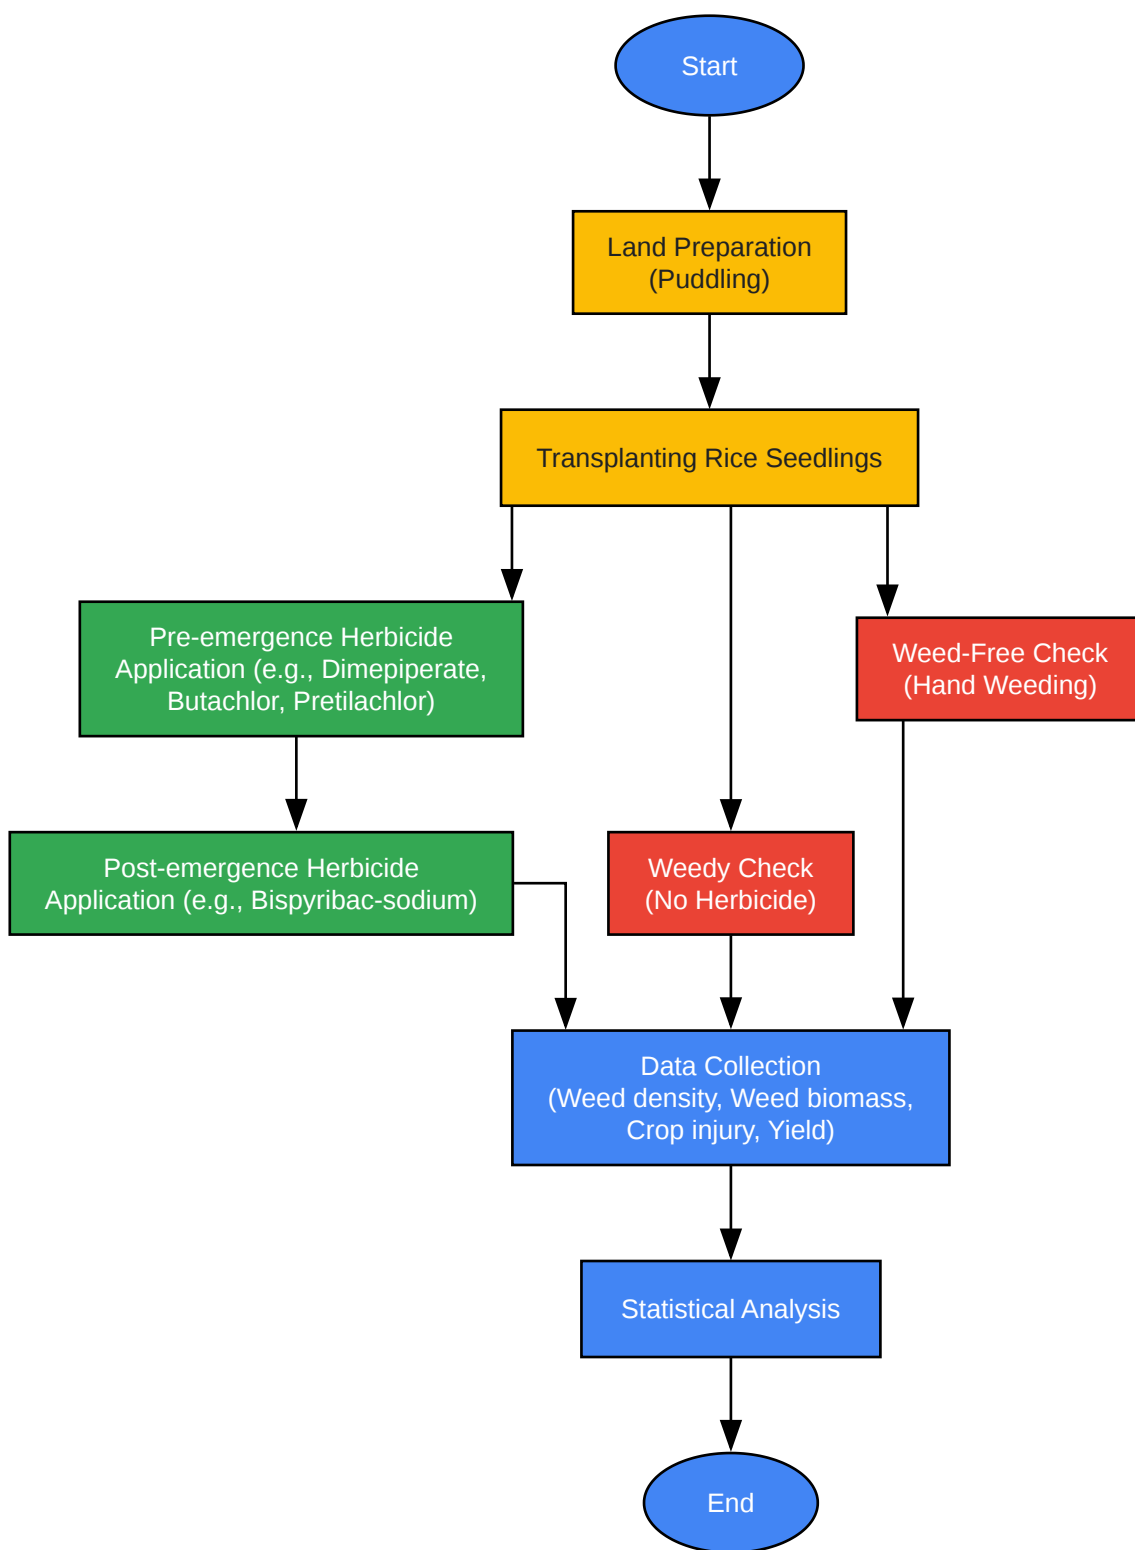 Start
Land Preparation
(Puddling)
Transplanting Rice Seedlings
Pre-emergence Herbicide
Application (e.g., Dimepiperate,
Butachlor, Pretilachlor)
Weed-Free Check
(Hand Weeding)
Post-emergence Herbicide
Application (e.g., Bispyribac-sodium)
Weedy Check
(No Herbicide)
Data Collection
(Weed density, Weed biomass,
Crop injury, Yield)
Statistical Analysis
End